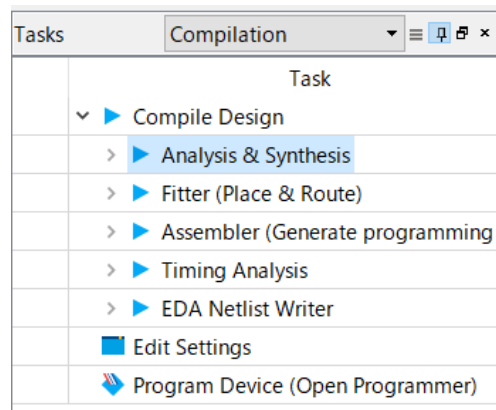 Tasks Compilation
Task
Compile Design
Analysis & Synthesis
Fitter (Place & Route)
Assembler (Generate programming
Timing Analysis
EDA Netlist Writer
Edit Settings
Program Device (Open Programmer)